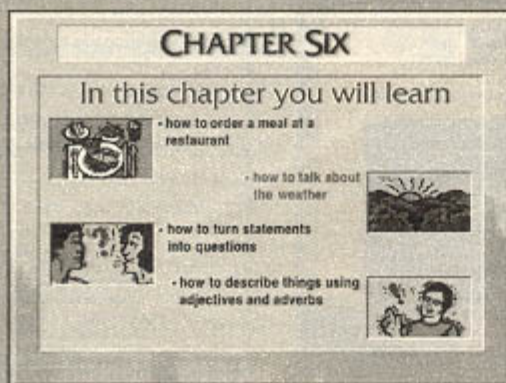 CHAPTER SIX
In this chapter you will learn
• how to order a meal at a
restaurant
• how to talk about
the weather
• how to turn statements
into questions
• how to describe things using
adjectives and adverbs